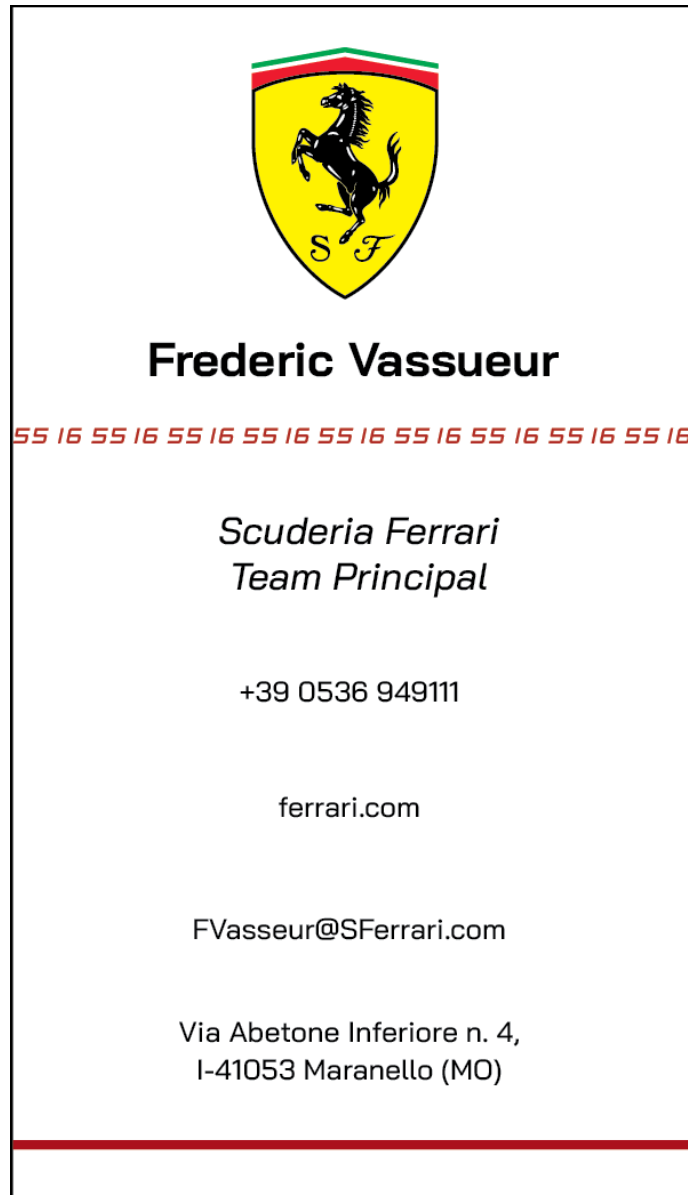 S F
Frederic Vassueur
55 16 55 16 55 16 55 16 55 16 55 16 55 16 55 16 55 16
Scuderia Ferrari
Team Principal
+39 0536 949111
ferrari.com
FVasseur@SFerrari.com
Via Abetone Inferiore n. 4,
I-41053 Maranello (MO)